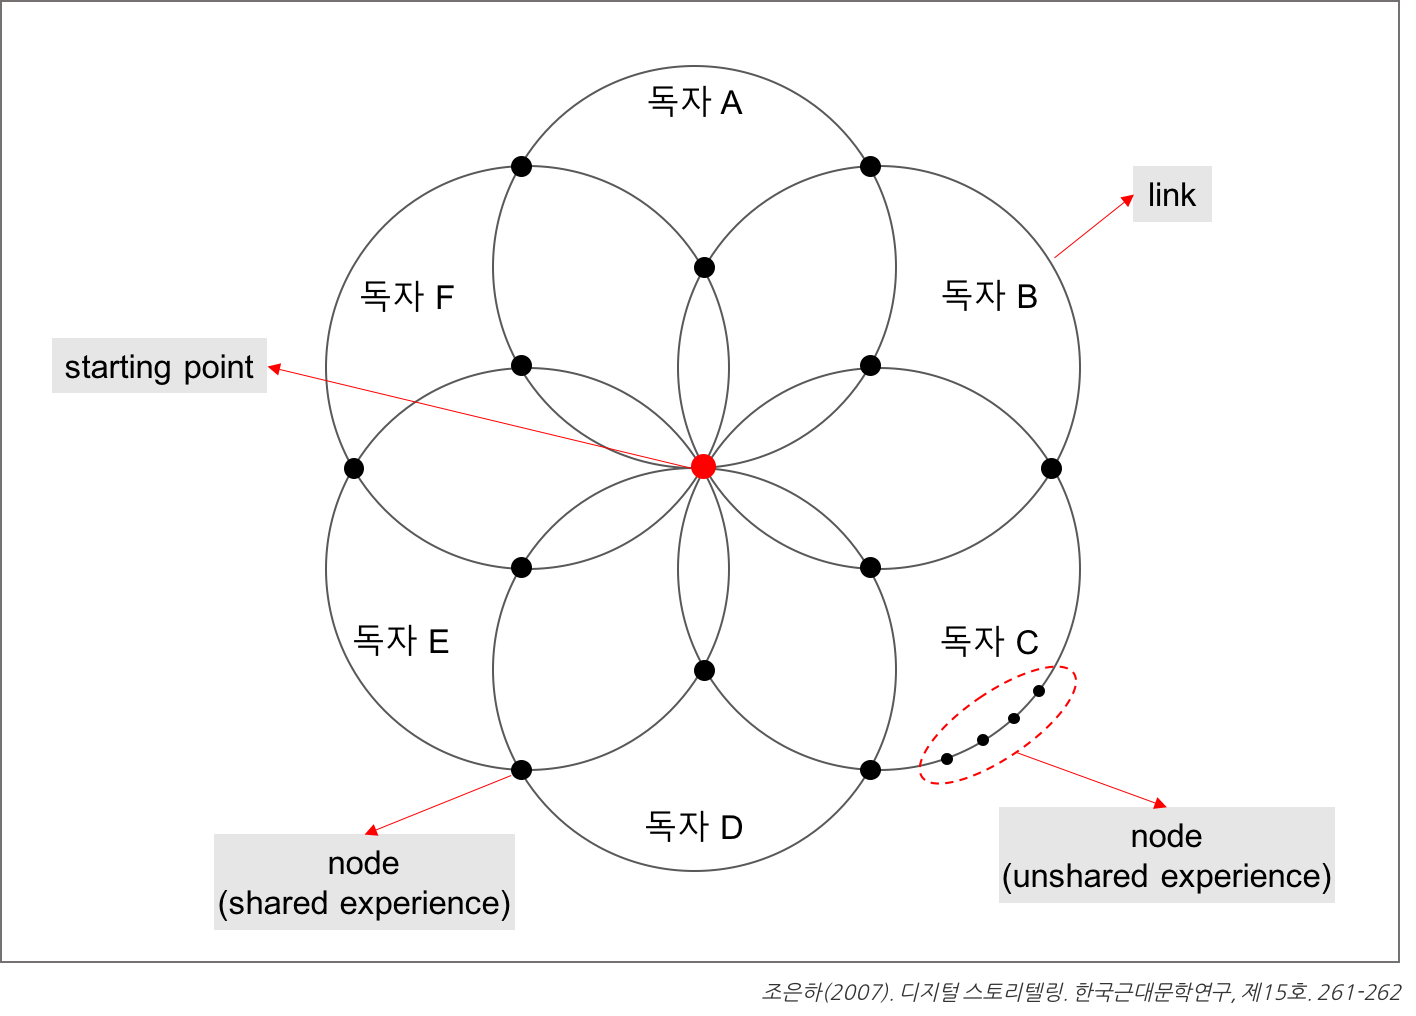 독자 A
link
독자 F
독자 B
starting point
독자 E
독자 C
독자 D
node
(shared experience)
node
(unshared experience)
조은하(2007). 디지털 스토리텔링. 한국근대문학연구, 제15호. 261-262